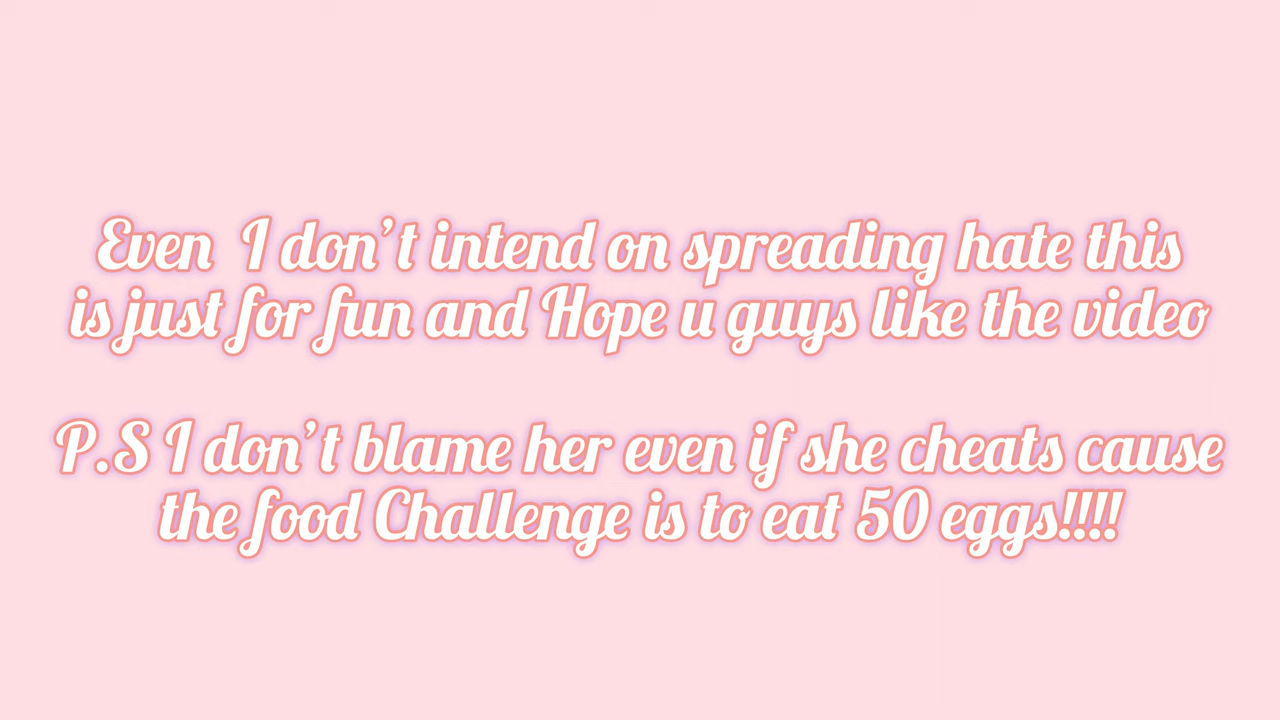 Even I don't intend on spreading hate this
is just for fun and Hope u guys like the video
P.S I don't blame her even if she cheats cause
the food Challenge is to eat 50 eggs!!!!